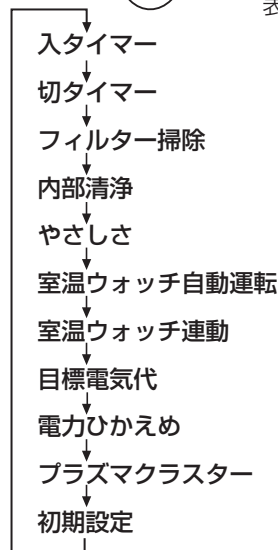 入タイマー
切タイマー
フィルター掃除
内部清浄
やさしさ
室温ウォッチ自動運転
室温ウォッチ連動
目標電気代
電力ひかえめ
プラズマクラスター
初期設定